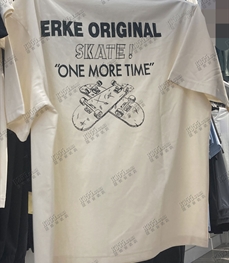 ERKE ORIGINAL
SKATE!
"ONE MORE TIME"